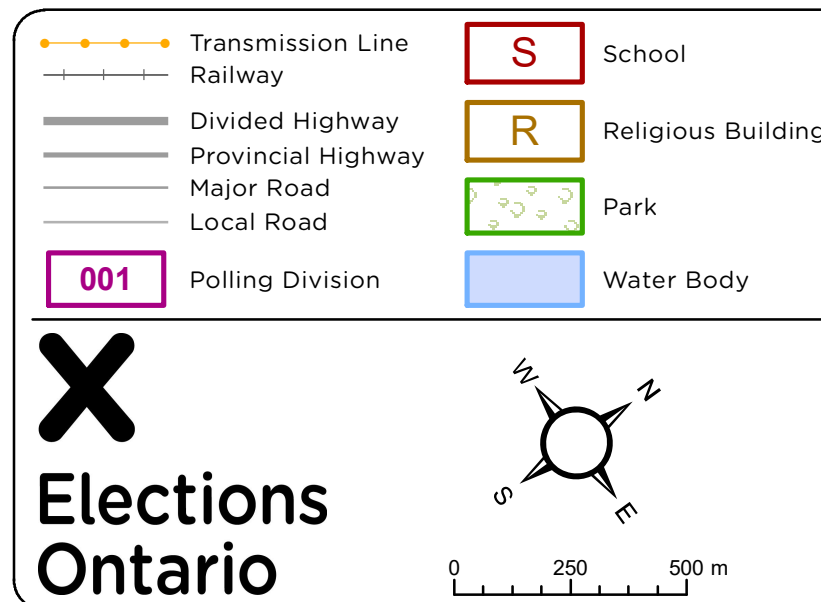 Transmission Line
Railway
Divided Highway
Provincial Highway
Major Road
Local Road
001 Polling Division
S School
R Religious Building
Park
Water Body
Elections
Ontario
W N
S E
0 250 500 m